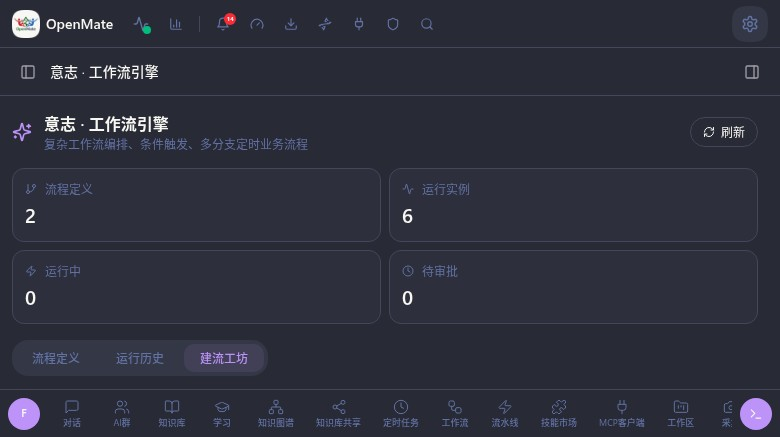 OpenMate
14
意志 · 工作流引擎
意志 · 工作流引擎
复杂工作流编排、条件触发、多分支定时业务流程
刷新
流程定义
2
运行实例
6
运行中
0
待审批
0
流程定义 运行历史 建流工坊
F 对话 AI群 知识库 学习 知识图谱 知识库共享 定时任务 工作流 流水线 技能市场 MCP客户端 工作区